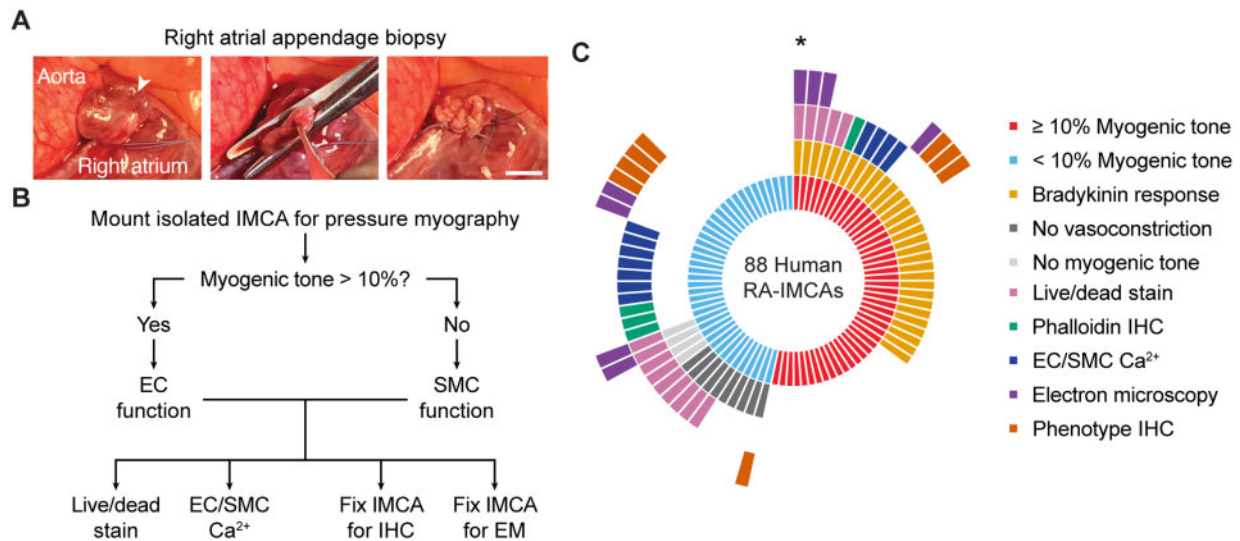 A
Right atrial appendage biopsy
Aorta
Right atrium
B
Mount isolated IMCA for pressure myography
Myogenic tone > 10%?
Yes
No
EC
function
SMC
function
Live/dead
stain
EC/SMC
Ca²⁺
Fix IMCA
for IHC
Fix IMCA
for EM
C
*
88 Human
RA-IMCAs
≥ 10% Myogenic tone
< 10% Myogenic tone
Bradykinin response
No vasoconstriction
No myogenic tone
Live/dead stain
Phalloidin IHC
EC/SMC Ca²⁺
Electron microscopy
Phenotype IHC